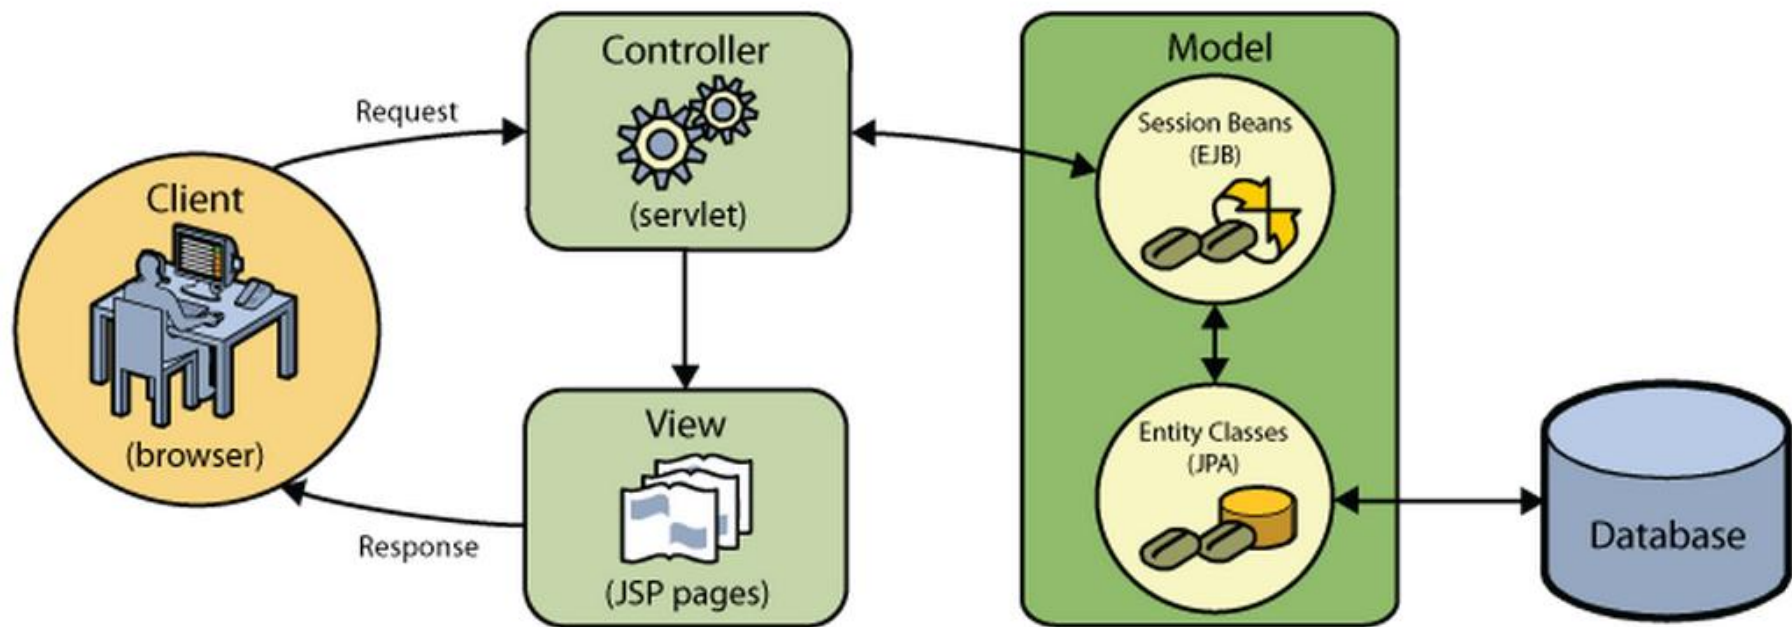 Request
Client
(browser)
Controller
(servlet)
View
(JSP pages)
Response
Model
Session Beans
(EJB)
Entity Classes
(JPA)
Database